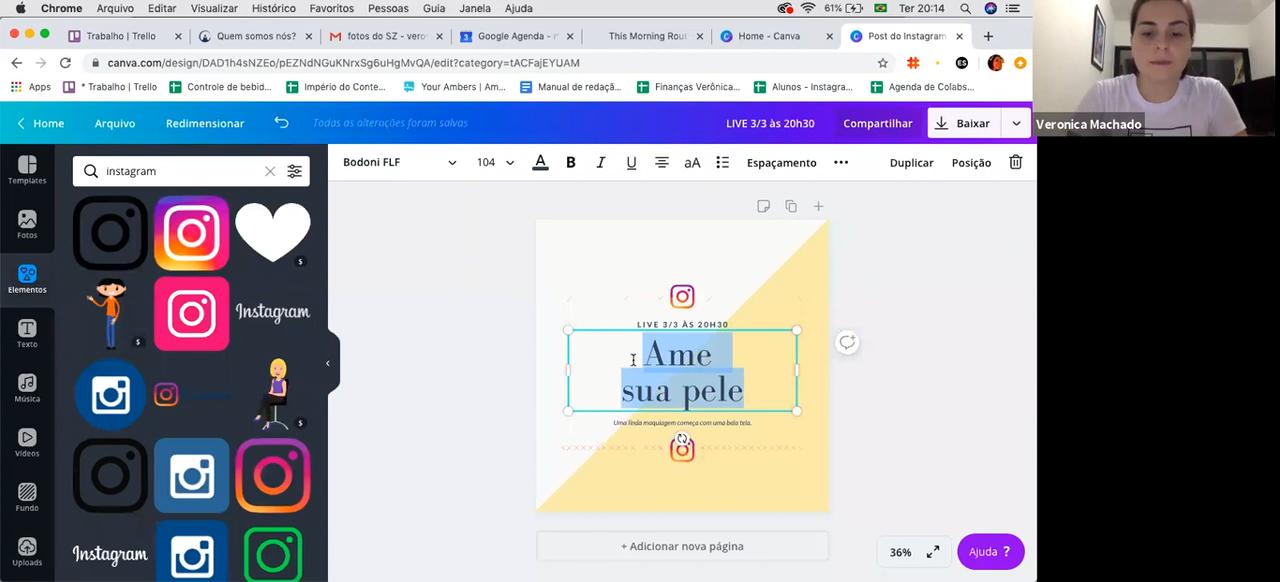 Chrome Arquivo Editar Visualizar Histórico Favoritos Pessoas Guia Janela Ajuda 61% Ter 20:14
Trabalho | Trello Quem somos nós? fotos do SZ - vero Google Agenda - This Morning Rou Home - Canva Post do Instagram
canva.com/design/DAD1h4sNZEo/pEZNdNGuKNrxSg6uHgMvQA/edit?category=tACFajEYUAM
Apps * Trabalho | Trello Controle de bebid... Império do Conte... Your Ambers | Am... Manual de redaçã... Finanças Verônica... Alunos - Instagra... Agenda de Colabs...
Veronica Machado
Home Arquivo Redimensionar Todas as alterações foram salvas LIVE 3/3 às 20h30 Compartilhar Baixar
Templates
Fotos
Elementos
Texto
Música
Vídeos
Fundo
Uploads
instagram
Instagram
Instagram
Bodoni FLF 104 A B I U aA Espaçamento Duplicar Posição
LIVE 3/3 ÀS 20H30
Ame
sua pele
Uma linda maquiagem começa com uma bela tela.
+ Adicionar nova página
36%
Ajuda ?